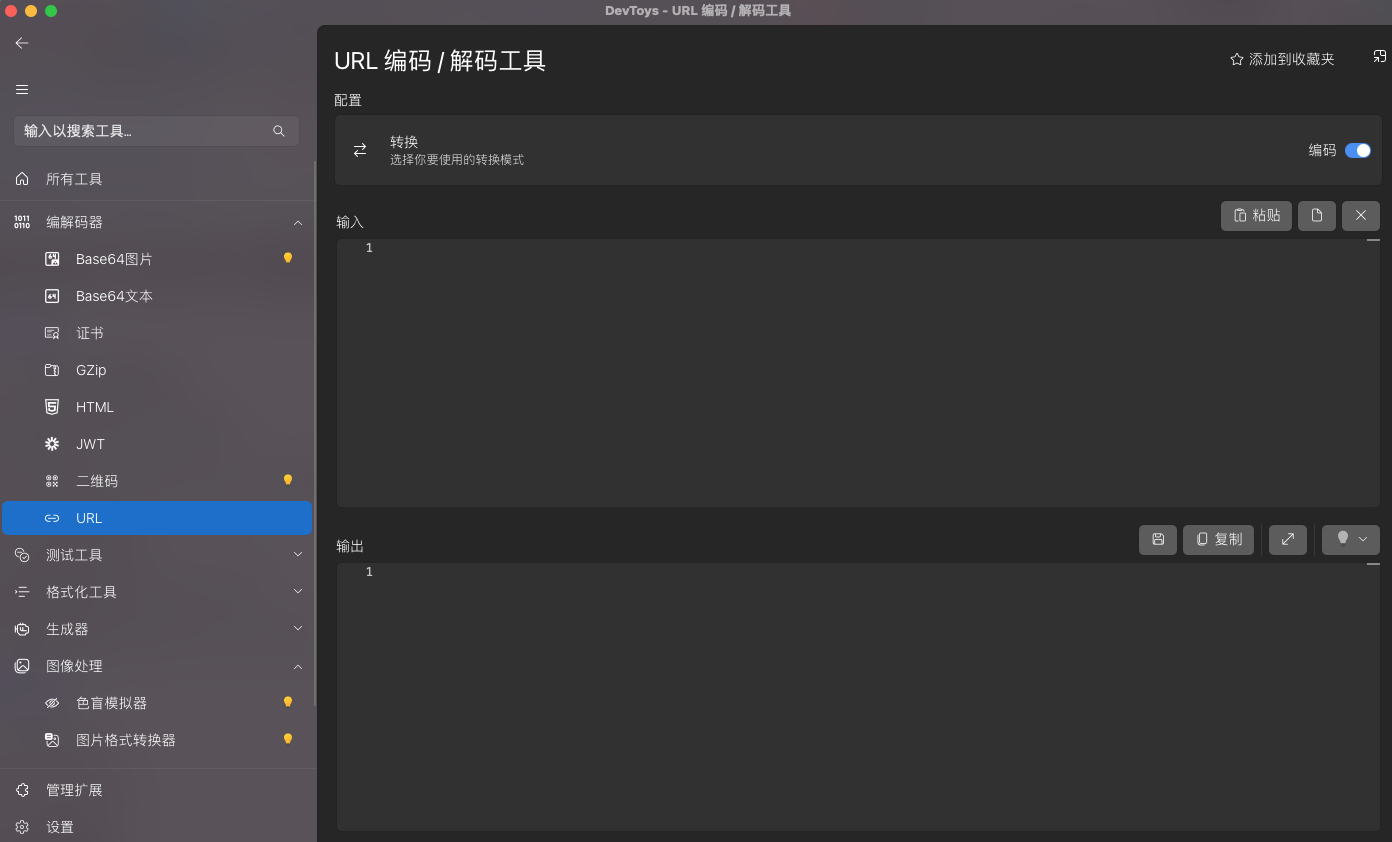 DevToys - URL 编码 / 解码工具
输入以搜索工具...
所有工具
编解码器
Base64图片
Base64文本
证书
GZip
HTML
JWT
二维码
URL
测试工具
格式化工具
生成器
图像处理
色盲模拟器
图片格式转换器
管理扩展
设置
URL 编码 / 解码工具
添加到收藏夹
配置
转换
选择你要使用的转换模式
编码
输入
粘贴
1
输出
复制
1